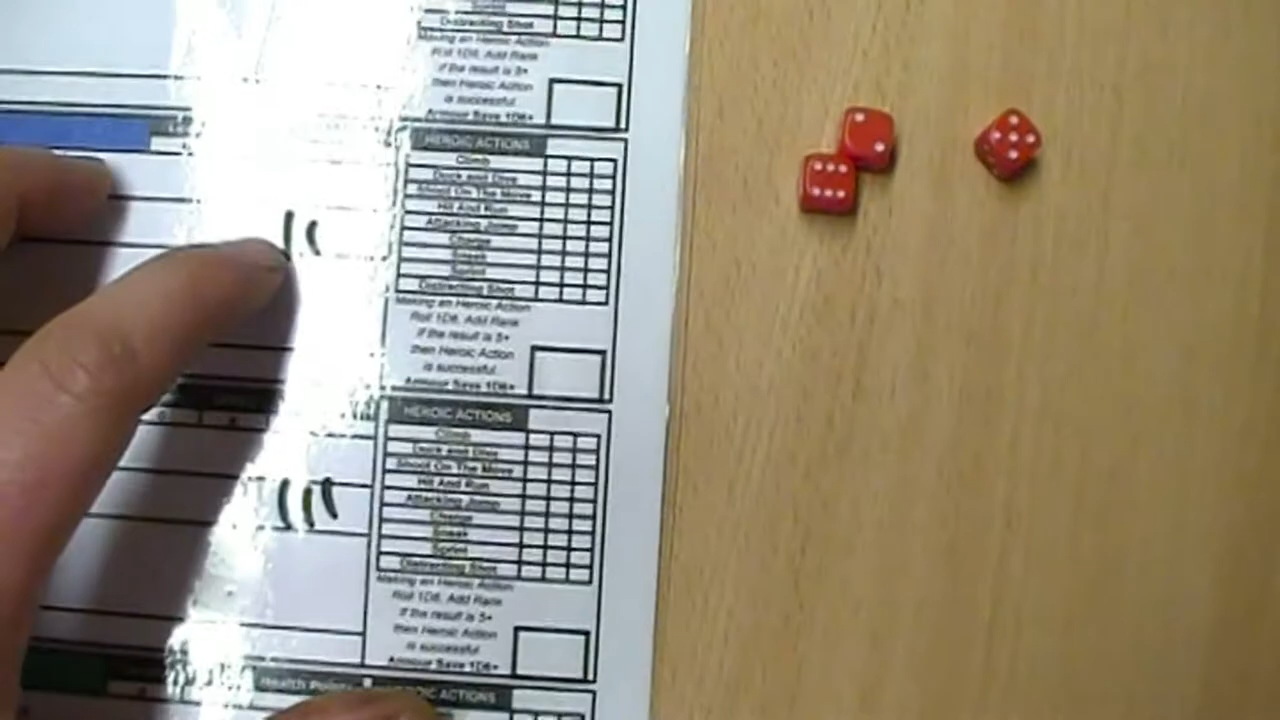 Distracting Shot
Making an Heroic Action
Roll 1D6. Add Rank
if the result is 5+
then Heroic Action
is successful
Armour Save 1D6+
HEROIC ACTIONS
Climb
Duck and Dive
Shoot On The Move
Hit And Run
Attacking Jump
Charge
Sneak
Sprint
Distracting Shot
Making an Heroic Action
Roll 1D6. Add Rank
if the result is 5+
then Heroic Action
is successful
Armour Save 1D6+
HEROIC ACTIONS
Climb
Duck and Dive
Shoot On The Move
Hit And Run
Attacking Jump
Charge
Sneak
Sprint
Distracting Shot
Making an Heroic Action
Roll 1D6. Add Rank
if the result is 5+
then Heroic Action
is successful
Armour Save 1D6+
Health Points
HEROIC ACTIONS